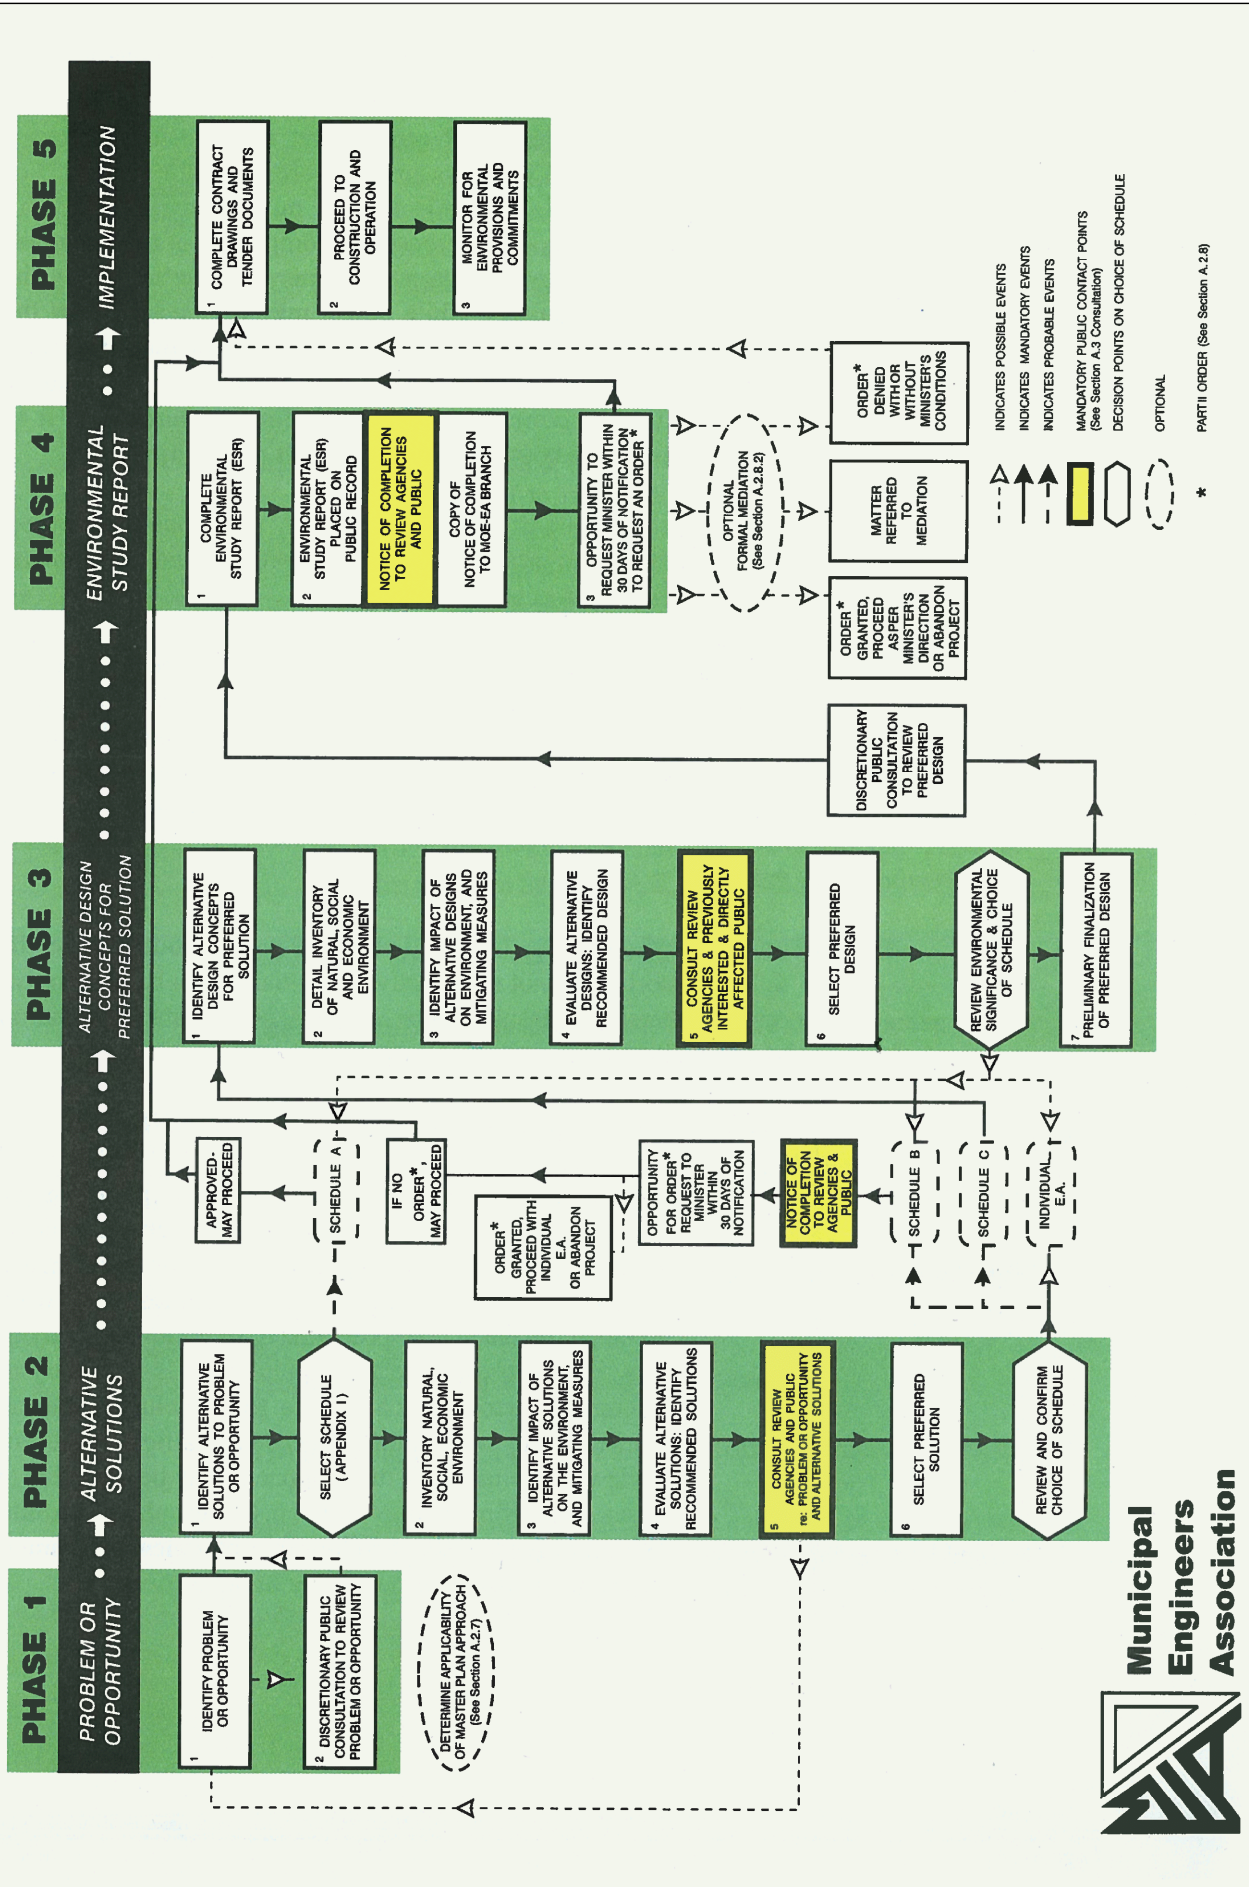 PHASE 1
PROBLEM OR
OPPORTUNITY
1
IDENTIFY PROBLEM
OR OPPORTUNITY
2
DISCRETIONARY PUBLIC
CONSULTATION TO REVIEW
PROBLEM OR OPPORTUNITY
DETERMINE APPLICABILITY
OF MASTER PLAN APPROACH
(See Section A.2.7)
PHASE 2
ALTERNATIVE
SOLUTIONS
1
IDENTIFY ALTERNATIVE
SOLUTIONS TO PROBLEM
OR OPPORTUNITY
SELECT SCHEDULE
(APPENDIX I)
2
INVENTORY NATURAL,
SOCIAL, ECONOMIC
ENVIRONMENT
3
IDENTIFY IMPACT OF
ALTERNATIVE SOLUTIONS
ON THE ENVIRONMENT,
AND MITIGATING MEASURES
4
EVALUATE ALTERNATIVE
SOLUTIONS: IDENTIFY
RECOMMENDED SOLUTIONS
5
CONSULT REVIEW
AGENCIES AND PUBLIC
re: PROBLEM OR OPPORTUNITY
AND ALTERNATIVE SOLUTIONS
6
SELECT PREFERRED
SOLUTION
REVIEW AND CONFIRM
CHOICE OF SCHEDULE
APPROVED-
MAY PROCEED
SCHEDULE A
IF NO
ORDER*,
MAY PROCEED
ORDER*
GRANTED,
PROCEED WITH
INDIVIDUAL
E.A.
OR ABANDON
PROJECT
OPPORTUNITY
FOR ORDER*
REQUEST TO
MINISTER
WITHIN
30 DAYS OF
NOTIFICATION
NOTICE OF
COMPLETION
TO REVIEW
AGENCIES &
PUBLIC
SCHEDULE B
SCHEDULE C
INDIVIDUAL
E.A.
PHASE 3
ALTERNATIVE DESIGN
CONCEPTS FOR
PREFERRED SOLUTION
1
IDENTIFY ALTERNATIVE
DESIGN CONCEPTS
FOR PREFERRED
SOLUTION
2
DETAIL INVENTORY
OF NATURAL, SOCIAL
AND ECONOMIC
ENVIRONMENT
3
IDENTIFY IMPACT OF
ALTERNATIVE DESIGNS
ON ENVIRONMENT, AND
MITIGATING MEASURES
4
EVALUATE ALTERNATIVE
DESIGNS: IDENTIFY
RECOMMENDED DESIGN
5
CONSULT REVIEW
AGENCIES & PREVIOUSLY
INTERESTED & DIRECTLY
AFFECTED PUBLIC
6
SELECT PREFERRED
DESIGN
REVIEW ENVIRONMENTAL
SIGNIFICANCE & CHOICE
OF SCHEDULE
7
PRELIMINARY FINALIZATION
OF PREFERRED DESIGN
DISCRETIONARY
PUBLIC
CONSULTATION
TO REVIEW
PREFERRED
DESIGN
PHASE 4
ENVIRONMENTAL
STUDY REPORT
1
COMPLETE
ENVIRONMENTAL
STUDY REPORT (ESR)
2
ENVIRONMENTAL
STUDY REPORT (ESR)
PLACED ON
PUBLIC RECORD
NOTICE OF COMPLETION
TO REVIEW AGENCIES
AND PUBLIC
COPY OF
NOTICE OF COMPLETION
TO MOE-EA BRANCH
3
OPPORTUNITY TO
REQUEST MINISTER WITHIN
30 DAYS OF NOTIFICATION
TO REQUEST AN ORDER*
OPTIONAL
FORMAL MEDIATION
(See Section A.2.8.2)
ORDER*
GRANTED,
PROCEED
ASPER
MINISTER'S
DIRECTION
OR ABANDON
PROJECT
MATTER
REFERRED
TO
MEDIATION
ORDER*
DENIED
WITH OR
WITHOUT
MINISTER'S
CONDITIONS
PHASE 5
IMPLEMENTATION
1
COMPLETE CONTRACT
DRAWINGS AND
TENDER DOCUMENTS
2
PROCEED TO
CONSTRUCTION AND
OPERATION
3
MONITOR FOR
ENVIRONMENTAL
PROVISIONS AND
COMMITMENTS
INDICATES POSSIBLE EVENTS
INDICATES MANDATORY EVENTS
INDICATES PROBABLE EVENTS
MANDATORY PUBLIC CONTACT POINTS
(See Section A.3 Consultation)
DECISION POINTS ON CHOICE OF SCHEDULE
OPTIONAL
* PART II ORDER (See Section A.2.8)
Municipal
Engineers
Association